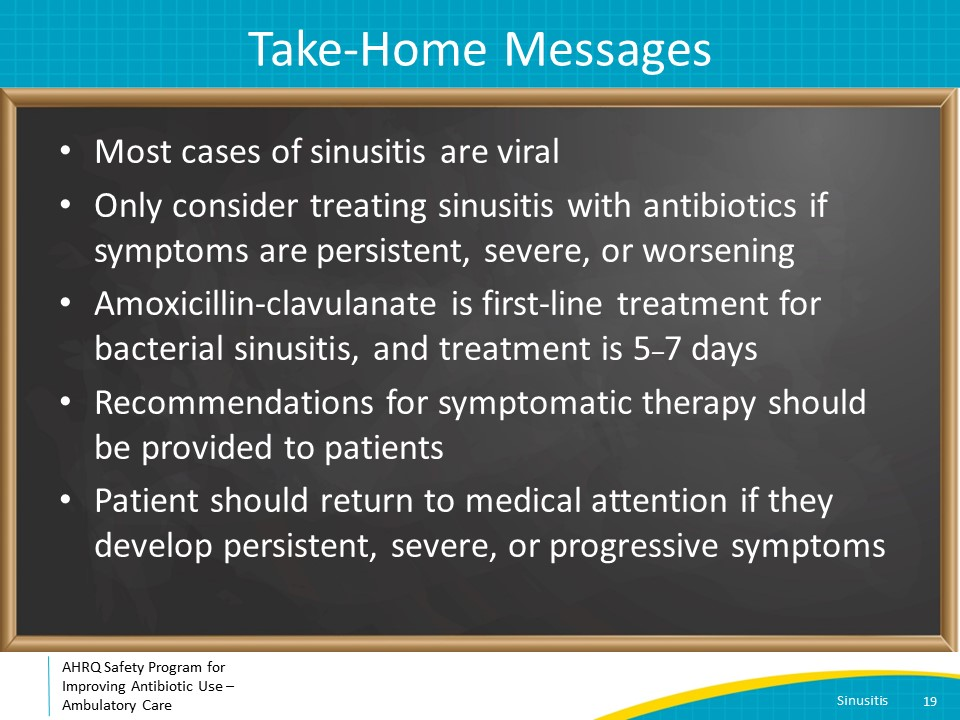 Take-Home Messages
• Most cases of sinusitis are viral
• Only consider treating sinusitis with antibiotics if
symptoms are persistent, severe, or worsening
• Amoxicillin-clavulanate is first-line treatment for
bacterial sinusitis, and treatment is 5–7 days
• Recommendations for symptomatic therapy should
be provided to patients
• Patient should return to medical attention if they
develop persistent, severe, or progressive symptoms
AHRQ Safety Program for
Improving Antibiotic Use –
Ambulatory Care
Sinusitis 19